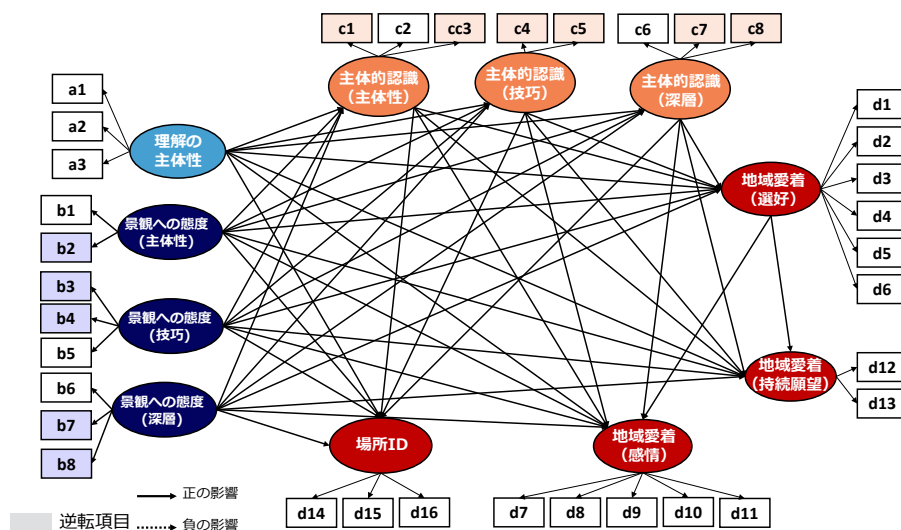 c1
c2
cc3
c4
c5
c6
c7
c8
主体的認識
(主体性)
主体的認識
(技巧)
主体的認識
(深層)
a1
a2
a3
理解の
主体性
b1
b2
景観への態度
(主体性)
b3
b4
b5
景観への態度
(技巧)
b6
b7
b8
景観への態度
(深層)
地域愛着
(選好)
d1
d2
d3
d4
d5
d6
地域愛着
(持続願望)
d12
d13
場所ID
地域愛着
(感情)
d14
d15
d16
d7
d8
d9
d10
d11
逆転項目
正の影響
負の影響